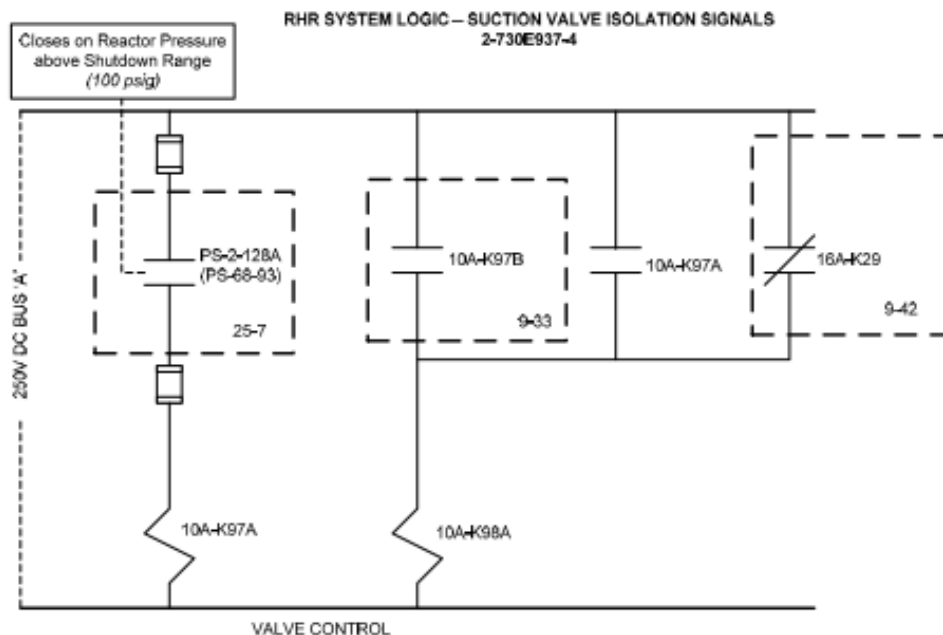 RHR SYSTEM LOGIC – SUCTION VALVE ISOLATION SIGNALS
2-730E937-4
Closes on Reactor Pressure
above Shutdown Range
(100 psig)
250V DC BUS 'A'
PS-2-128A
(PS-68-93)
25-7
10A-K97B
9-33
10A-K97A
16A-K29
9-42
10A-K97A
10A-K98A
VALVE CONTROL